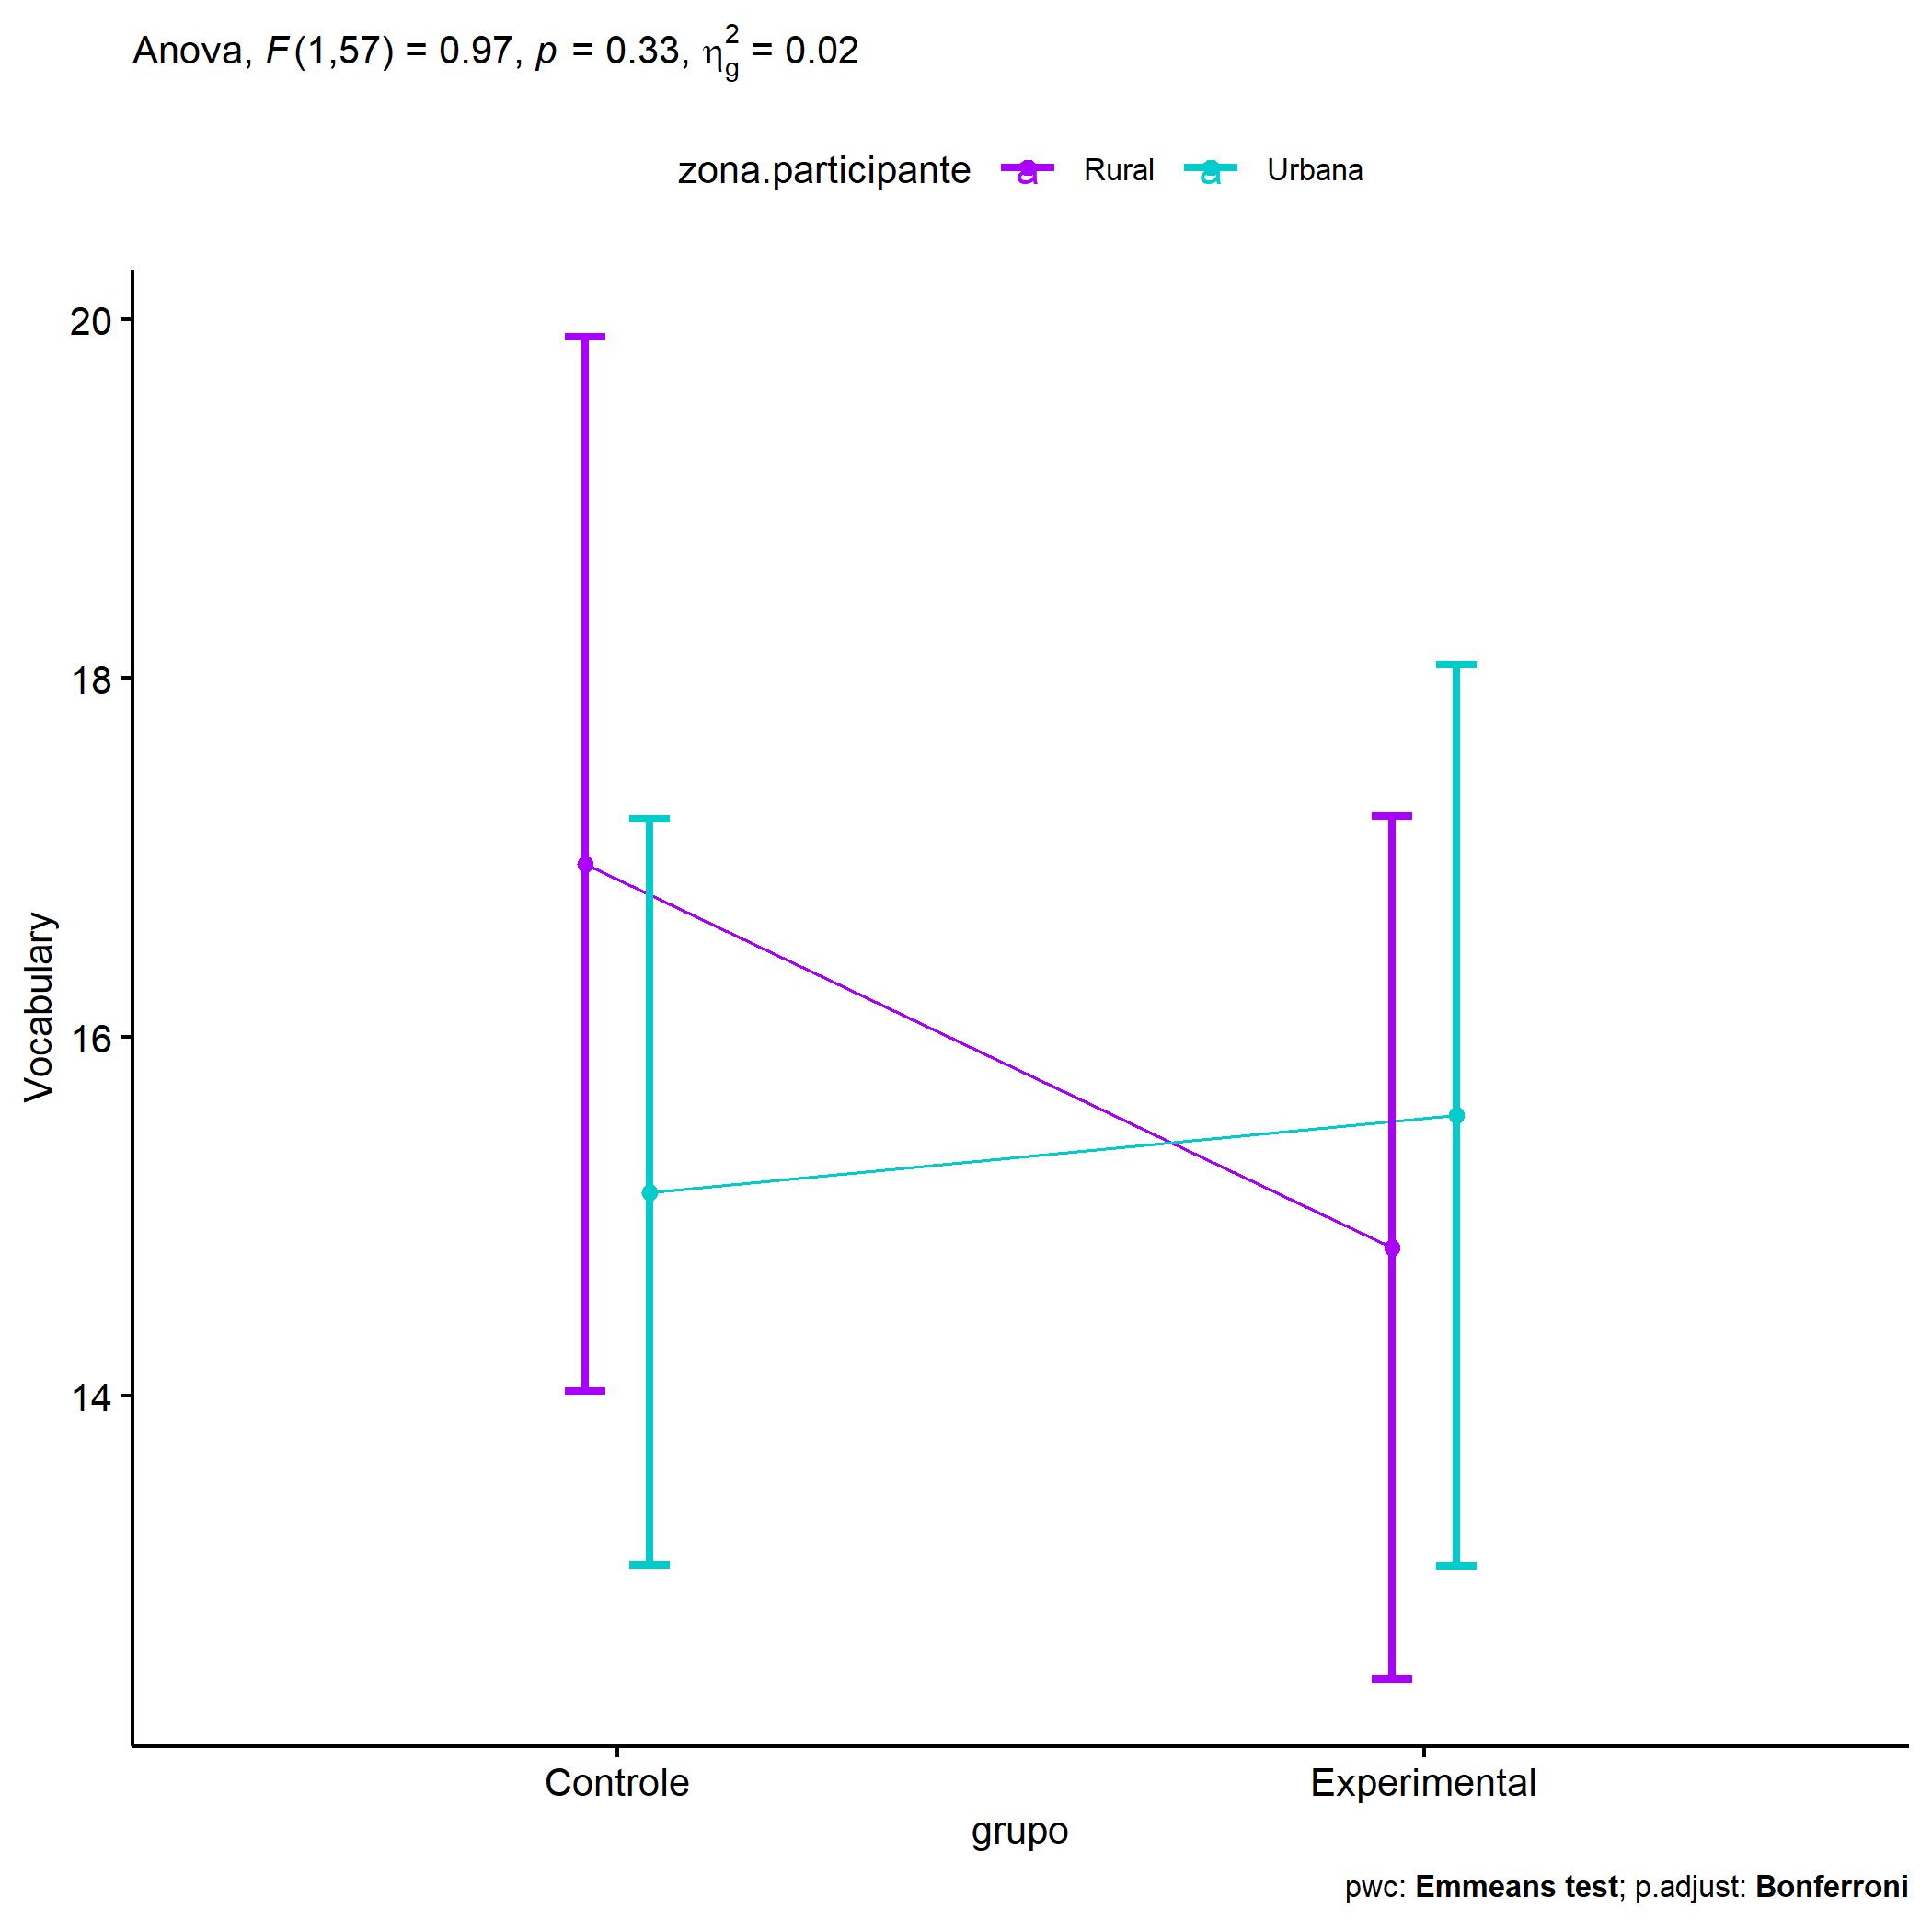 Anova, F(1,57) = 0.97, p = 0.33, η²g = 0.02
zona.participante a Rural a Urbana
20
18
16
14
Vocabulary
Controle Experimental
grupo
pwc: Emmeans test; p.adjust: Bonferroni